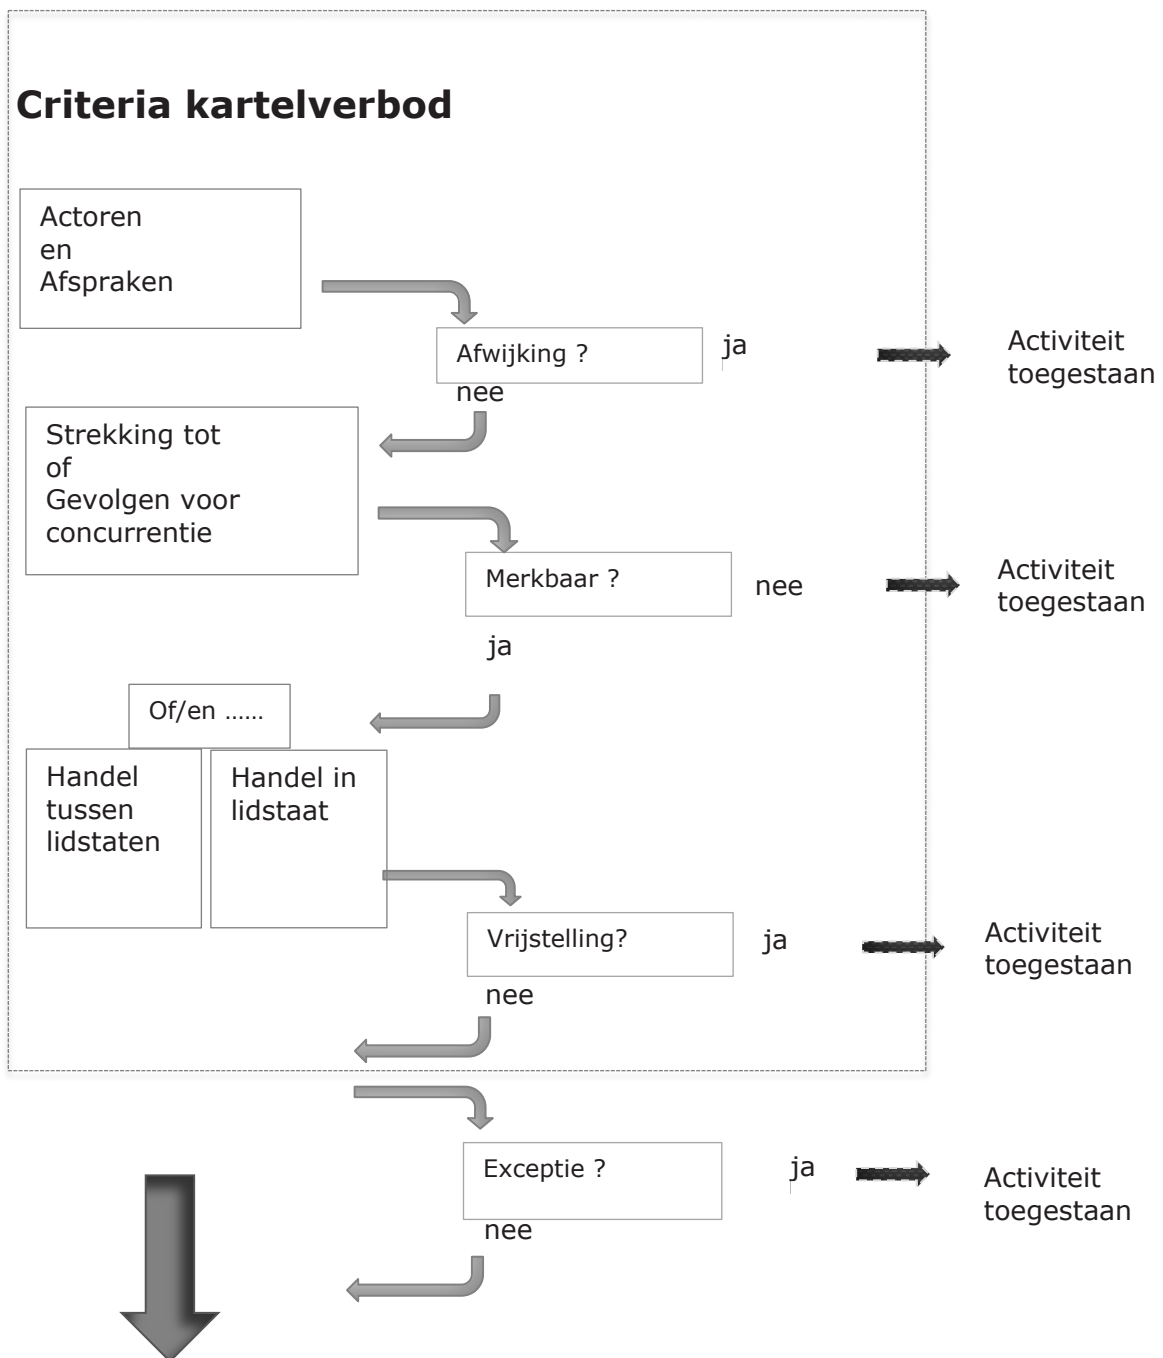 Criteria kartelverbod
Actoren
en
Afspraken
Afwijking ?
ja
Activiteit
toegestaan
nee
Strekking tot
of
Gevolgen voor
concurrentie
Merkbaar ?
nee
Activiteit
toegestaan
ja
Of/en ......
Handel
tussen
lidstaten
Handel in
lidstaat
Vrijstelling?
ja
Activiteit
toegestaan
nee
Exceptie ?
ja
Activiteit
toegestaan
nee